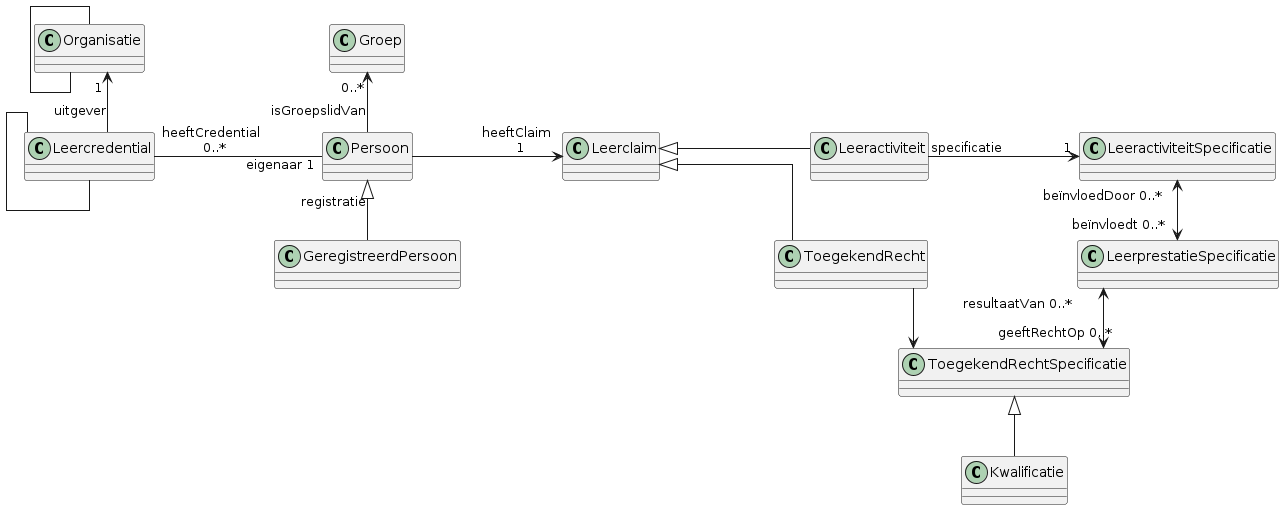 C Organisatie
C Groep
1
0..*
uitgever
isGroepslidVan
C Leercredential
heeftCredential
0..*
eigenaar 1
C Persoon
heeftClaim
1
C Leerclaim
C Leeractiviteit
specificatie
1
C LeeractiviteitSpecificatie
registratie
beïnvloedDoor 0..*
beïnvloedt 0..*
C GeregistreerdPersoon
C ToegekendRecht
C LeerprestatieSpecificatie
resultaatVan 0..*
geeftRechtOp 0..*
C ToegekendRechtSpecificatie
C Kwalificatie